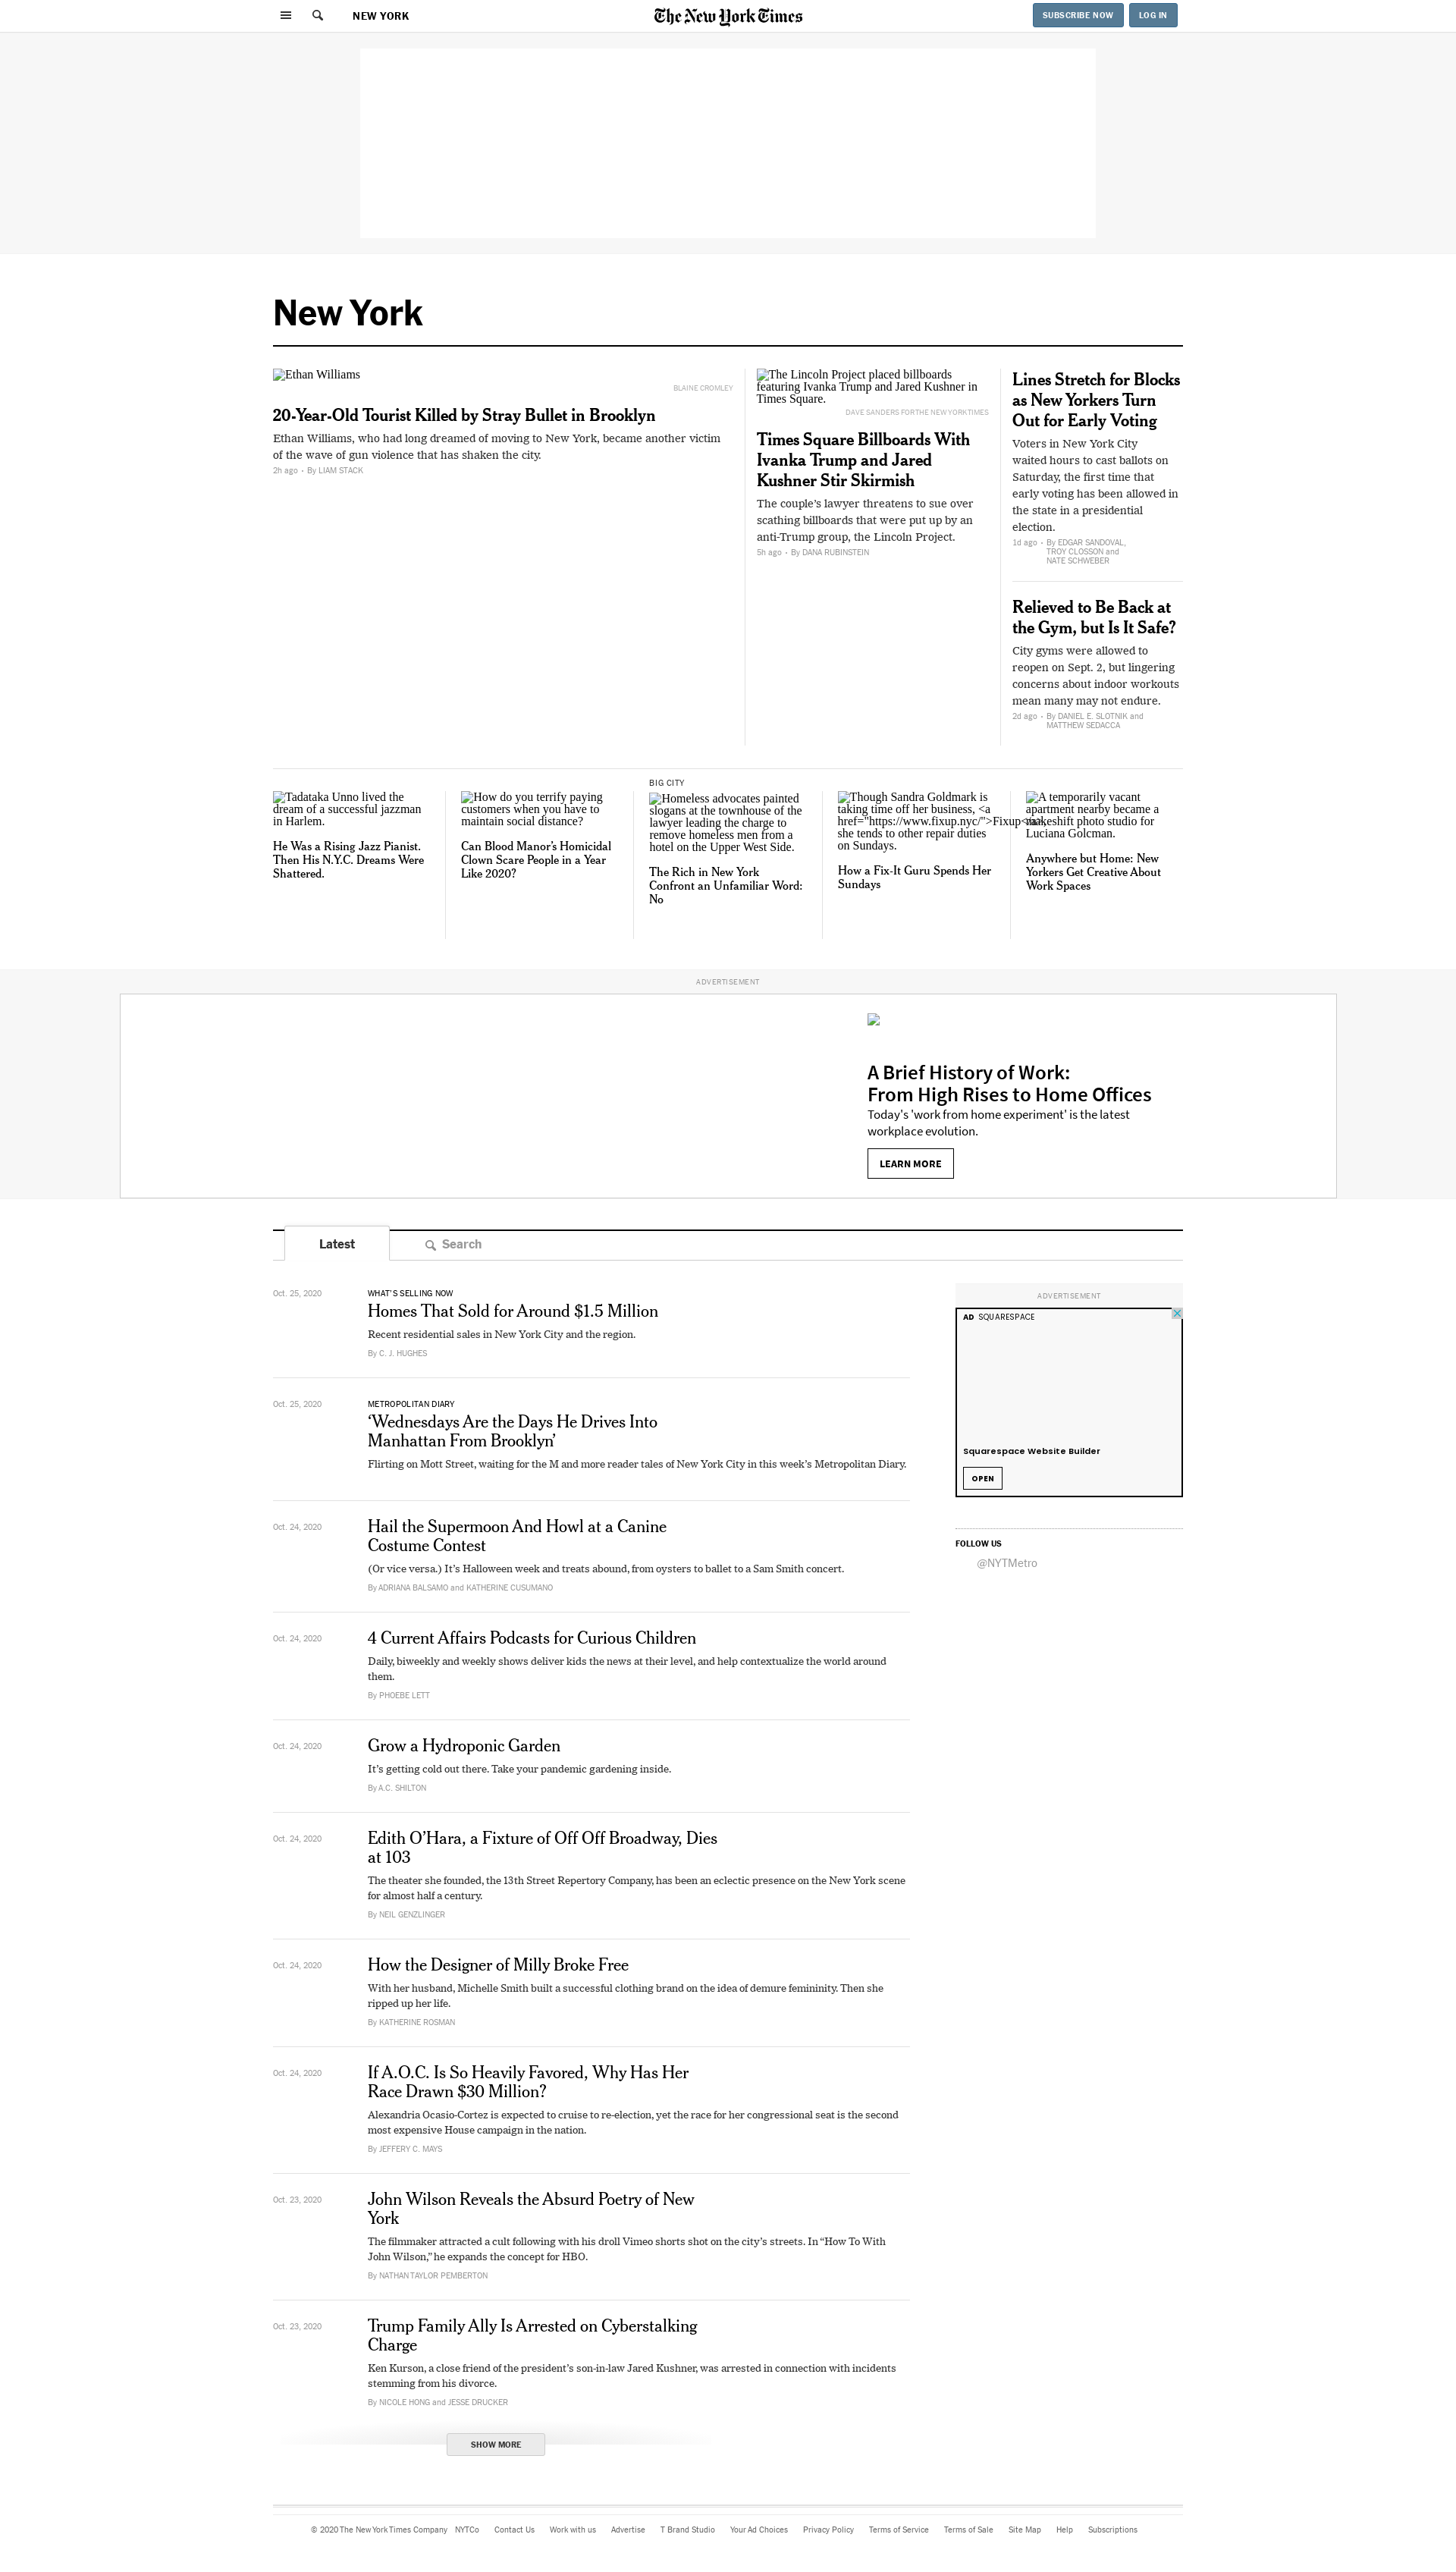 NEW YORK
The New York Times
SUBSCRIBE NOW
LOG IN
New York
Ethan Williams
BLAINE CROMLEY
20-Year-Old Tourist Killed by Stray Bullet in Brooklyn
Ethan Williams, who had long dreamed of moving to New York, became another victim
of the wave of gun violence that has shaken the city.
2h ago • By LIAM STACK
The Lincoln Project placed billboards
featuring Ivanka Trump and Jared Kushner in
Times Square.
DAVE SANDERS FOR THE NEW YORK TIMES
Times Square Billboards With
Ivanka Trump and Jared
Kushner Stir Skirmish
The couple’s lawyer threatens to sue over
scathing billboards that were put up by an
anti-Trump group, the Lincoln Project.
5h ago • By DANA RUBINSTEIN
Lines Stretch for Blocks
as New Yorkers Turn
Out for Early Voting
Voters in New York City
waited hours to cast ballots on
Saturday, the first time that
early voting has been allowed in
the state in a presidential
election.
1d ago • By EDGAR SANDOVAL,
TROY CLOSSON and
NATE SCHWEBER
Relieved to Be Back at
the Gym, but Is It Safe?
City gyms were allowed to
reopen on Sept. 2, but lingering
concerns about indoor workouts
mean many may not endure.
2d ago • By DANIEL E. SLOTNIK and
MATTHEW SEDACCA
Tadataka Unno lived the
dream of a successful jazzman
in Harlem.
He Was a Rising Jazz Pianist.
Then His N.Y.C. Dreams Were
Shattered.
How do you terrify paying
customers when you have to
maintain social distance?
Can Blood Manor’s Homicidal
Clown Scare People in a Year
Like 2020?
BIG CITY
Homeless advocates painted
slogans at the townhouse of the
lawyer leading the charge to
remove homeless men from a
hotel on the Upper West Side.
The Rich in New York
Confront an Unfamiliar Word:
No
Though Sandra Goldmark is
taking time off her business, <a
href="https://www.fixup.nyc/">Fixup</a>,
she tends to other repair duties
on Sundays.
How a Fix-It Guru Spends Her
Sundays
A temporarily vacant
apartment nearby became a
makeshift photo studio for
Luciana Golcman.
Anywhere but Home: New
Yorkers Get Creative About
Work Spaces
ADVERTISEMENT
A Brief History of Work:
From High Rises to Home Offices
Today's 'work from home experiment' is the latest
workplace evolution.
LEARN MORE
Latest
Search
Oct. 25, 2020
WHAT’S SELLING NOW
Homes That Sold for Around $1.5 Million
Recent residential sales in New York City and the region.
By C. J. HUGHES
Oct. 25, 2020
METROPOLITAN DIARY
‘Wednesdays Are the Days He Drives Into
Manhattan From Brooklyn’
Flirting on Mott Street, waiting for the M and more reader tales of New York City in this week’s Metropolitan Diary.
Oct. 24, 2020
Hail the Supermoon And Howl at a Canine
Costume Contest
(Or vice versa.) It’s Halloween week and treats abound, from oysters to ballet to a Sam Smith concert.
By ADRIANA BALSAMO and KATHERINE CUSUMANO
Oct. 24, 2020
4 Current Affairs Podcasts for Curious Children
Daily, biweekly and weekly shows deliver kids the news at their level, and help contextualize the world around
them.
By PHOEBE LETT
Oct. 24, 2020
Grow a Hydroponic Garden
It’s getting cold out there. Take your pandemic gardening inside.
By A.C. SHILTON
Oct. 24, 2020
Edith O’Hara, a Fixture of Off Off Broadway, Dies
at 103
The theater she founded, the 13th Street Repertory Company, has been an eclectic presence on the New York scene
for almost half a century.
By NEIL GENZLINGER
Oct. 24, 2020
How the Designer of Milly Broke Free
With her husband, Michelle Smith built a successful clothing brand on the idea of demure femininity. Then she
ripped up her life.
By KATHERINE ROSMAN
Oct. 24, 2020
If A.O.C. Is So Heavily Favored, Why Has Her
Race Drawn $30 Million?
Alexandria Ocasio-Cortez is expected to cruise to re-election, yet the race for her congressional seat is the second
most expensive House campaign in the nation.
By JEFFERY C. MAYS
Oct. 23, 2020
John Wilson Reveals the Absurd Poetry of New
York
The filmmaker attracted a cult following with his droll Vimeo shorts shot on the city’s streets. In “How To With
John Wilson,” he expands the concept for HBO.
By NATHAN TAYLOR PEMBERTON
Oct. 23, 2020
Trump Family Ally Is Arrested on Cyberstalking
Charge
Ken Kurson, a close friend of the president’s son-in-law Jared Kushner, was arrested in connection with incidents
stemming from his divorce.
By NICOLE HONG and JESSE DRUCKER
SHOW MORE
ADVERTISEMENT
AD SQUARESPACE
Squarespace Website Builder
OPEN
FOLLOW US
@NYTMetro
© 2020 The New York Times Company NYTCo Contact Us Work with us Advertise T Brand Studio Your Ad Choices Privacy Policy Terms of Service Terms of Sale Site Map Help Subscriptions